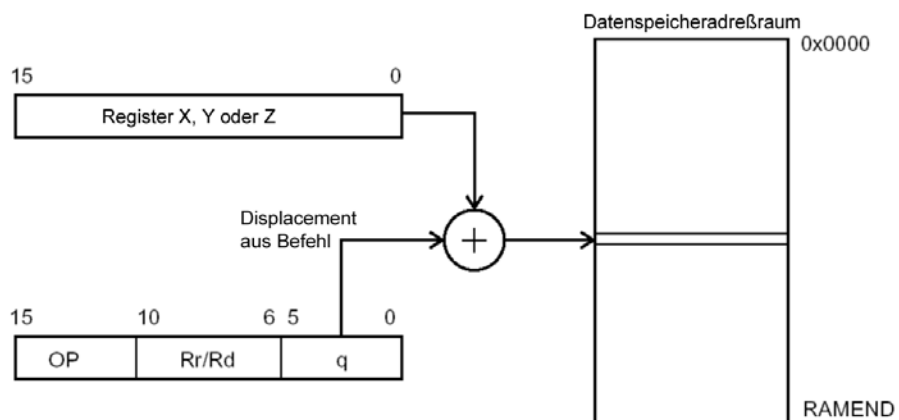 Datenspeicheradreßraum
0x0000
15 0
Register X, Y oder Z
Displacement
aus Befehl
+
15 10 6 5 0
OP Rr/Rd q
RAMEND